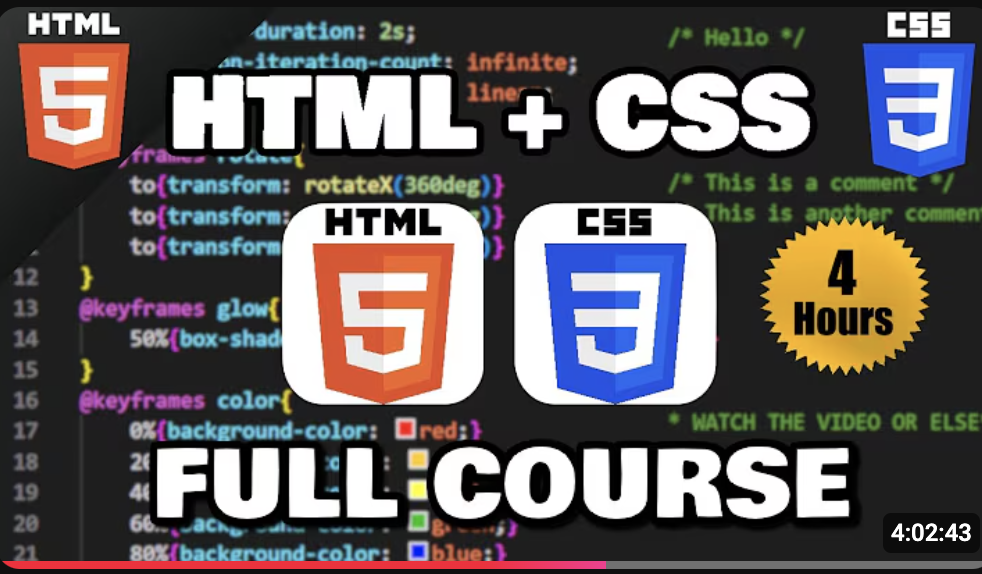 HTML
CSS
duration: 2s;
/* Hello */
on-iteration-count: infinite;
HTML + CSS
rotate{
to{transform: rotateX(360deg)}
/* This is a comment */
to{transform:
)}
This is another comment
to{transform
)}
HTML
CSS
4
Hours
12 }
13 @keyframes glow{
14 50%{box-shad
15 }
16 @keyframes color{
17 0%{background-color: red;}
* WATCH THE VIDEO OR ELSE
18
19
FULL COURSE
20
21 80%{background-color: blue;}
4:02:43